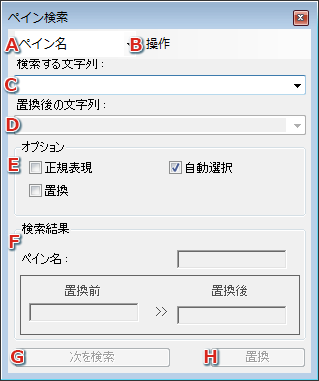 ペイン検索
A ペイン名 B 操作
検索する文字列:
C
置換後の文字列:
D
オプション
E 正規表現 自動選択
置換
検索結果
F
ペイン名:
置換前 置換後
>>
G 次を検索 H 置換